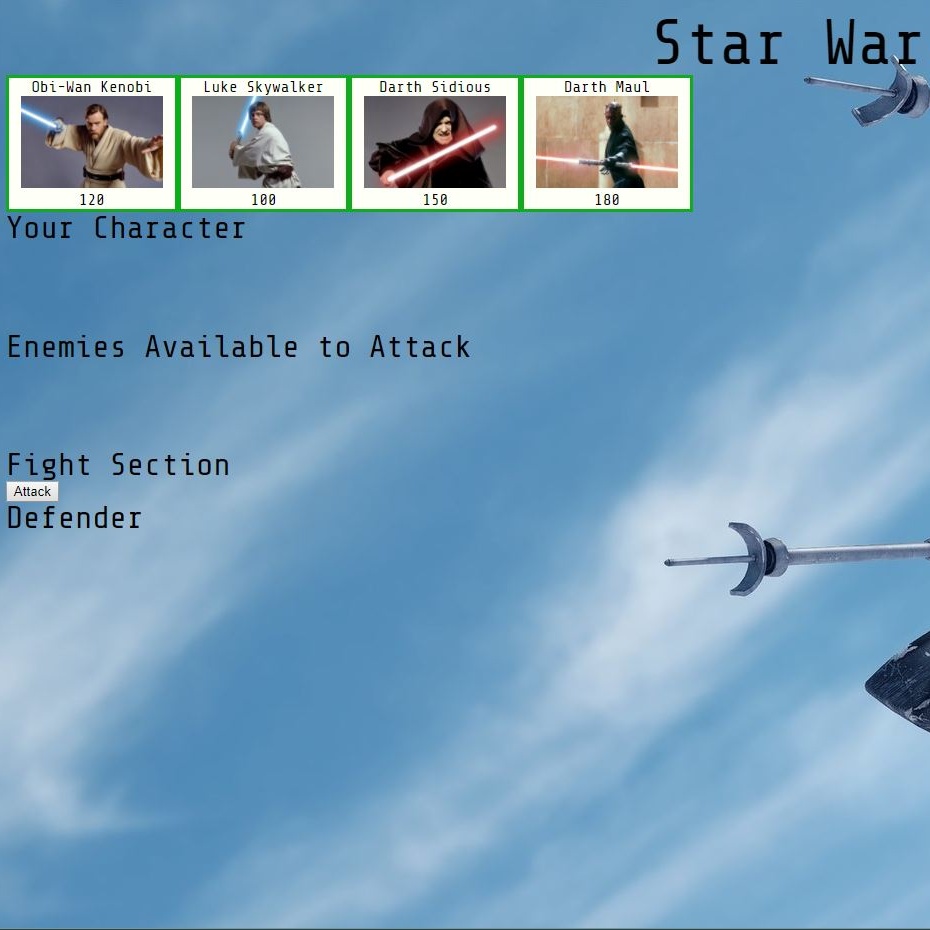 Star War
Obi-Wan Kenobi
Luke Skywalker
Darth Sidious
Darth Maul
120
100
150
180
Your Character
Enemies Available to Attack
Fight Section
Attack
Defender